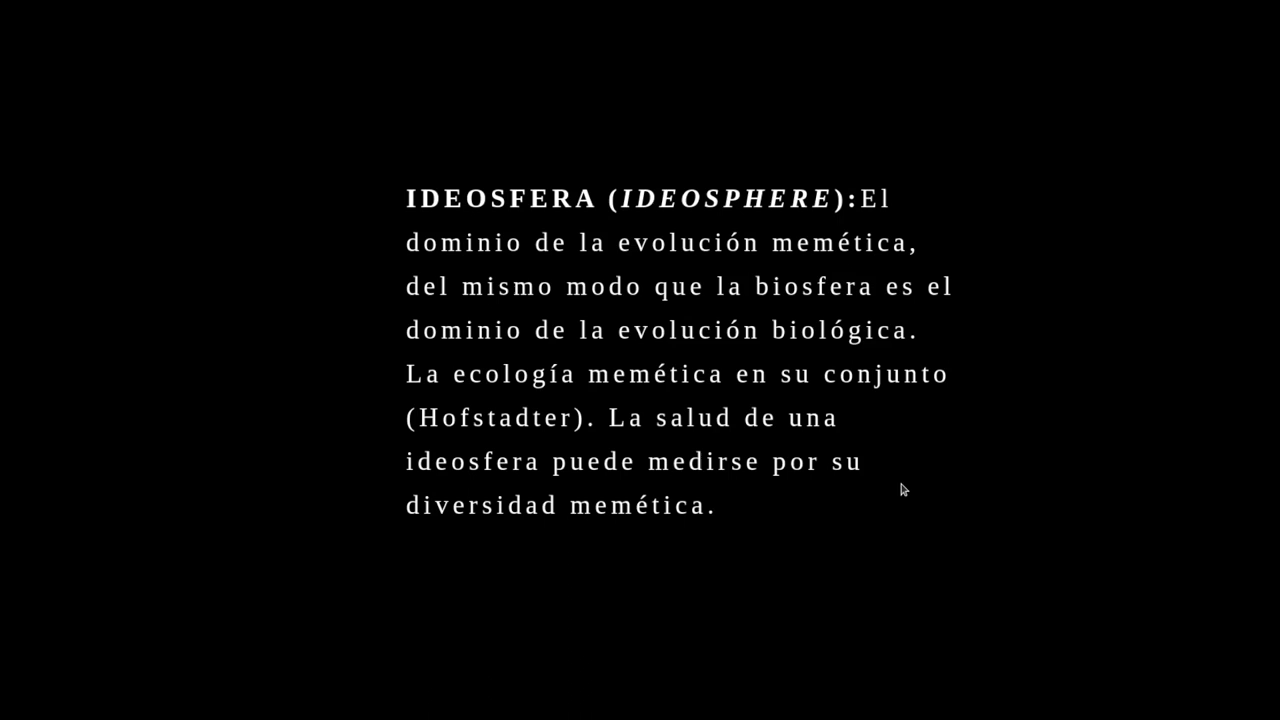 IDEOSFERA (IDEOSPHERE):El
dominio de la evolución memética,
del mismo modo que la biosfera es el
dominio de la evolución biológica.
La ecología memética en su conjunto
(Hofstadter). La salud de una
ideosfera puede medirse por su
diversidad memética.